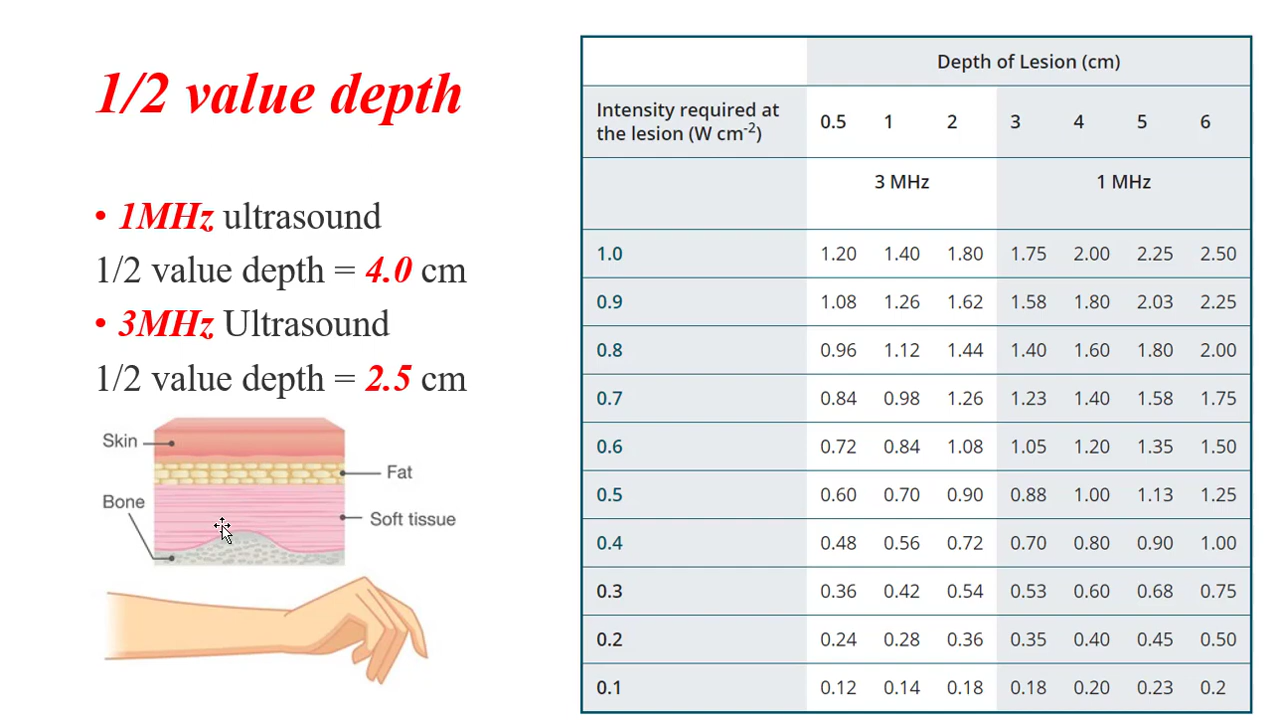 1/2 value depth
• 1MHz ultrasound
1/2 value depth = 4.0 cm
• 3MHz Ultrasound
1/2 value depth = 2.5 cm
Skin
Fat
Bone
Soft tissue
Depth of Lesion (cm)
Intensity required at
the lesion (W cm-2) 0.5 1 2 3 4 5 6
3 MHz 1 MHz
1.0 1.20 1.40 1.80 1.75 2.00 2.25 2.50
0.9 1.08 1.26 1.62 1.58 1.80 2.03 2.25
0.8 0.96 1.12 1.44 1.40 1.60 1.80 2.00
0.7 0.84 0.98 1.26 1.23 1.40 1.58 1.75
0.6 0.72 0.84 1.08 1.05 1.20 1.35 1.50
0.5 0.60 0.70 0.90 0.88 1.00 1.13 1.25
0.4 0.48 0.56 0.72 0.70 0.80 0.90 1.00
0.3 0.36 0.42 0.54 0.53 0.60 0.68 0.75
0.2 0.24 0.28 0.36 0.35 0.40 0.45 0.50
0.1 0.12 0.14 0.18 0.18 0.20 0.23 0.2